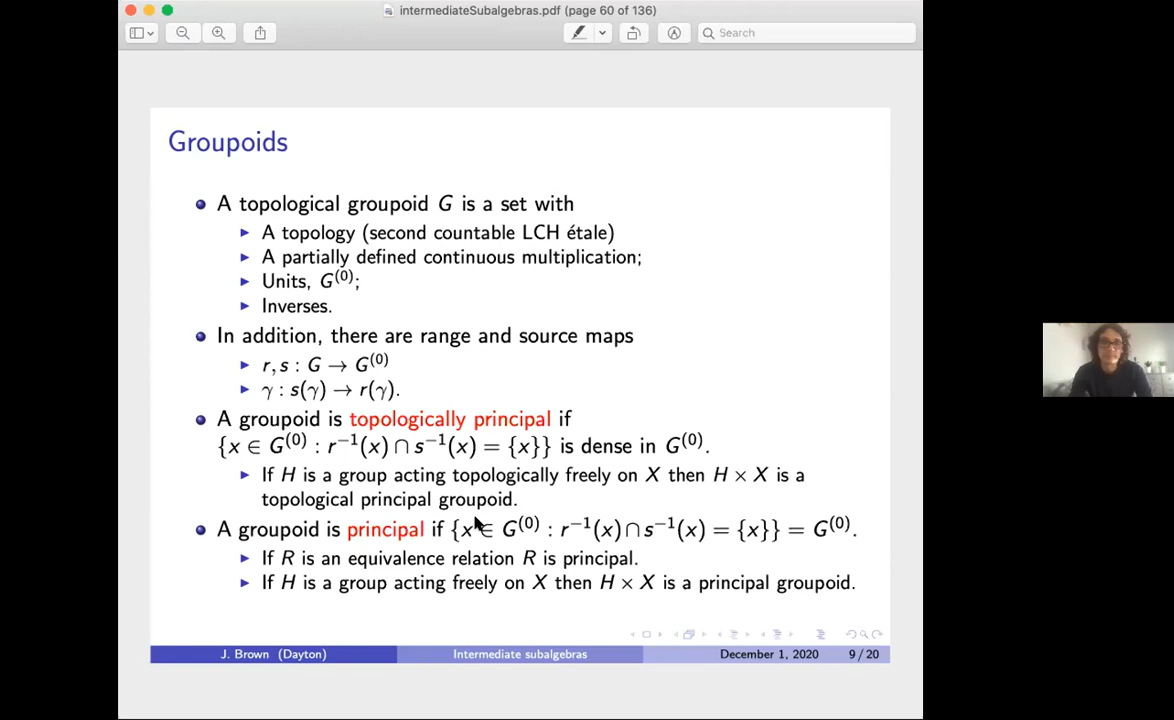 intermediateSubalgebras.pdf (page 60 of 136)
Search
Groupoids
A topological groupoid G is a set with
A topology (second countable LCH étale)
A partially defined continuous multiplication;
Units, G⁽⁰⁾;
Inverses.
In addition, there are range and source maps
r, s : G → G⁽⁰⁾
γ : s(γ) → r(γ).
A groupoid is topologically principal if
{x ∈ G⁽⁰⁾ : r⁻¹(x) ∩ s⁻¹(x) = {x}} is dense in G⁽⁰⁾.
If H is a group acting topologically freely on X then H × X is a
topological principal groupoid.
A groupoid is principal if {x ∈ G⁽⁰⁾ : r⁻¹(x) ∩ s⁻¹(x) = {x}} = G⁽⁰⁾.
If R is an equivalence relation R is principal.
If H is a group acting freely on X then H × X is a principal groupoid.
J. Brown (Dayton) Intermediate subalgebras December 1, 2020 9 / 20